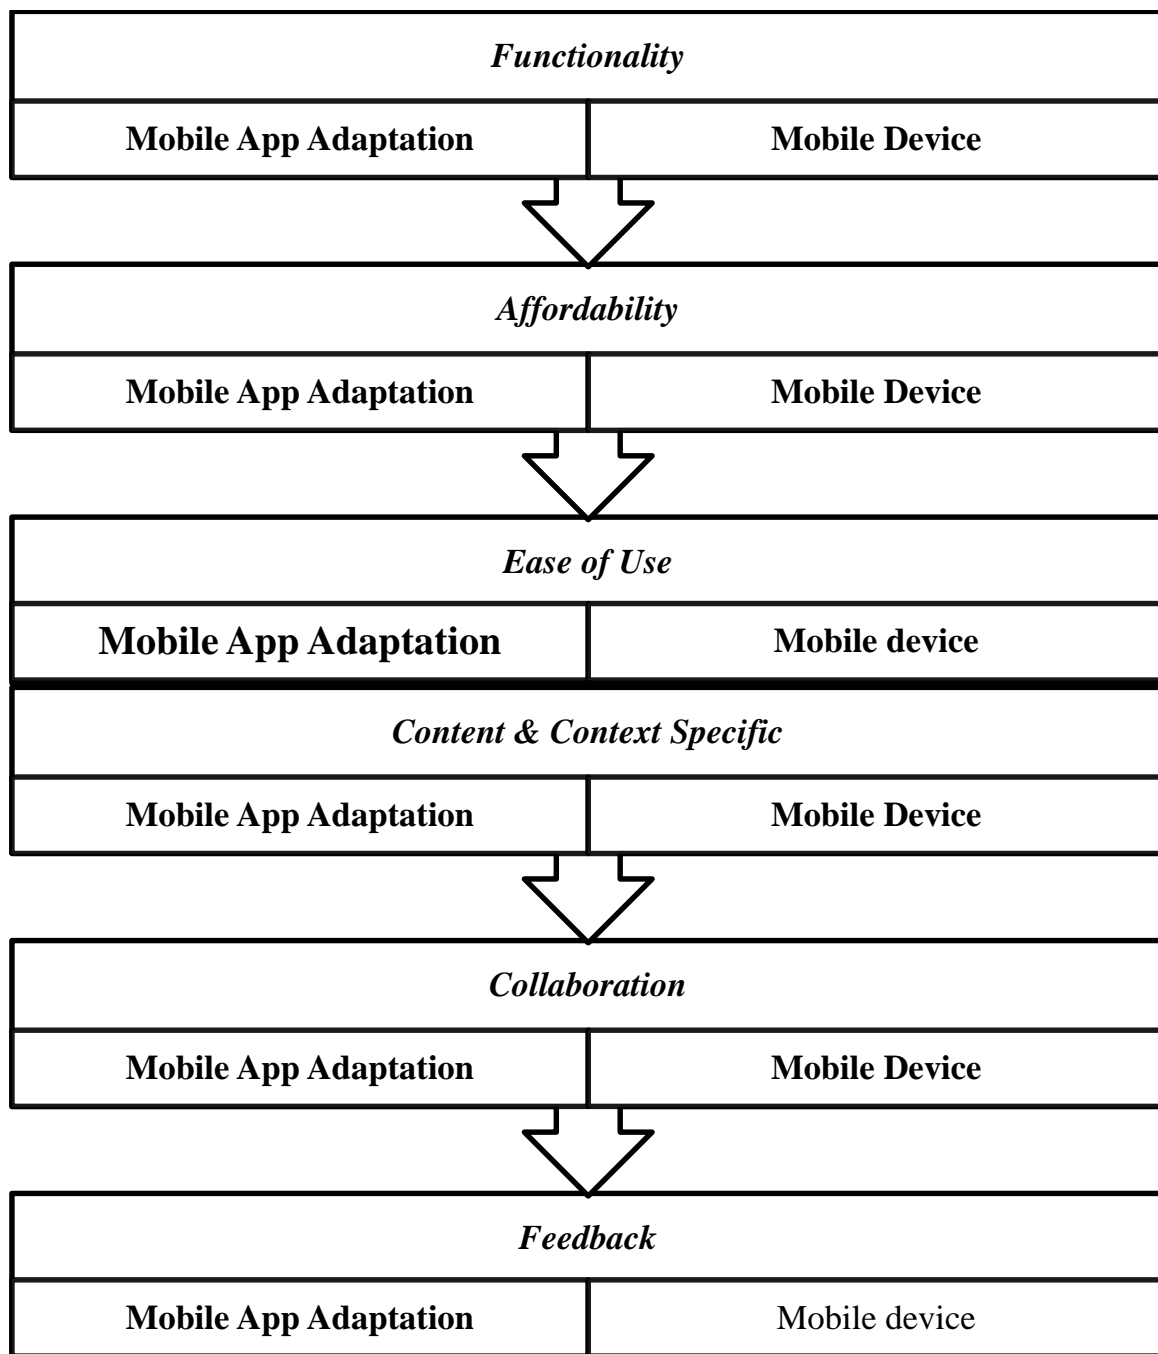 Functionality
Mobile App Adaptation Mobile Device
Affordability
Mobile App Adaptation Mobile Device
Ease of Use
Mobile App Adaptation Mobile device
Content & Context Specific
Mobile App Adaptation Mobile Device
Collaboration
Mobile App Adaptation Mobile Device
Feedback
Mobile App Adaptation Mobile device